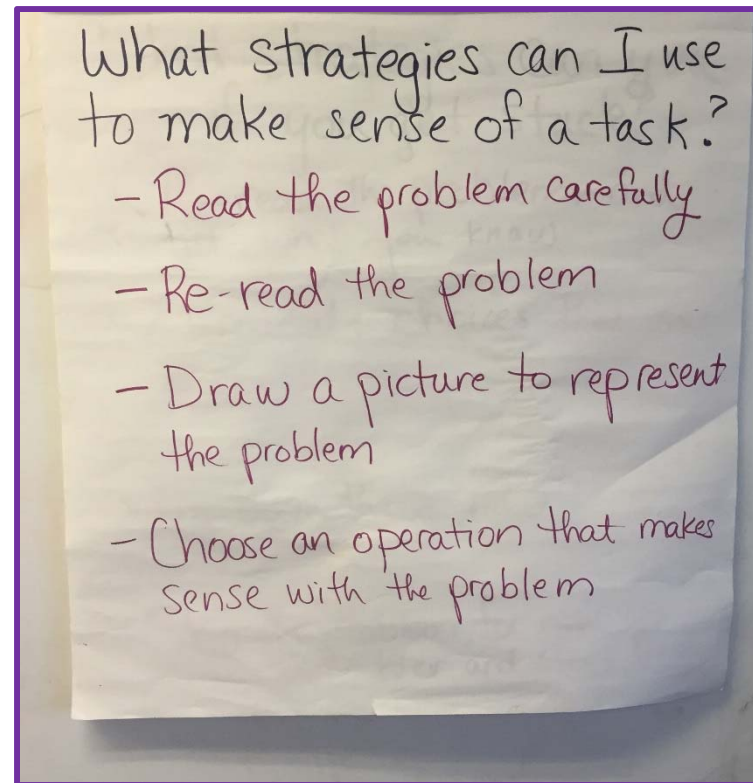 What strategies can I use
to make sense of a task?
- Read the problem carefully
- Re-read the problem
- Draw a picture to represent
the problem
- Choose an operation that makes
sense with the problem